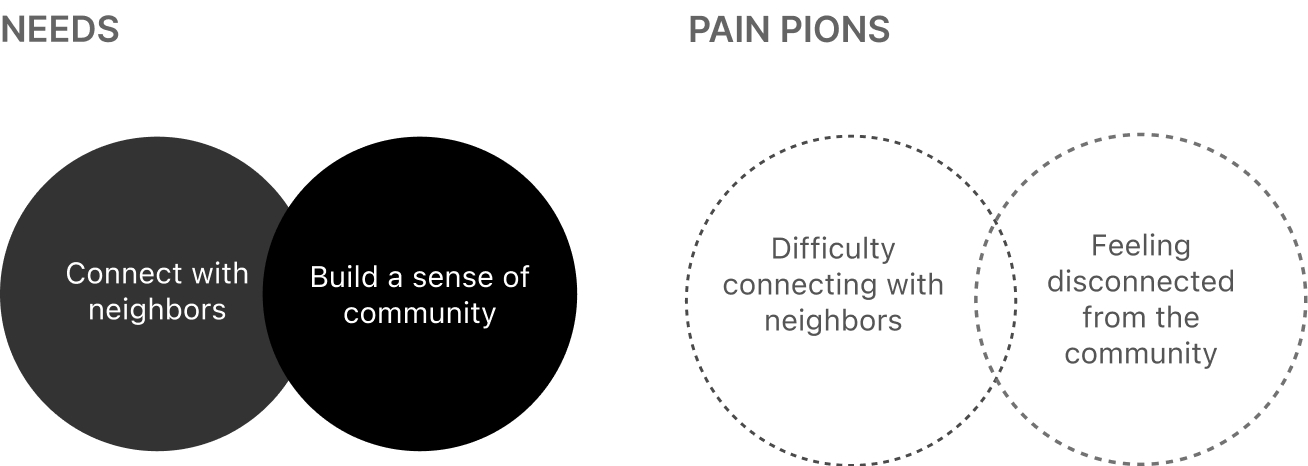 NEEDS
PAIN PIONS
Connect with
neighbors
Build a sense of
community
Difficulty
connecting with
neighbors
Feeling
disconnected
from the
community